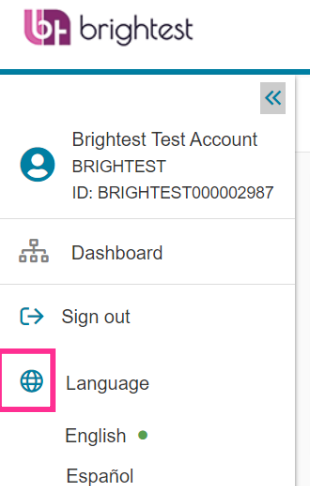 brightest
Brightest Test Account
BRIGHTEST
ID: BRIGHTEST000002987
Dashboard
Sign out
Language
English
Español